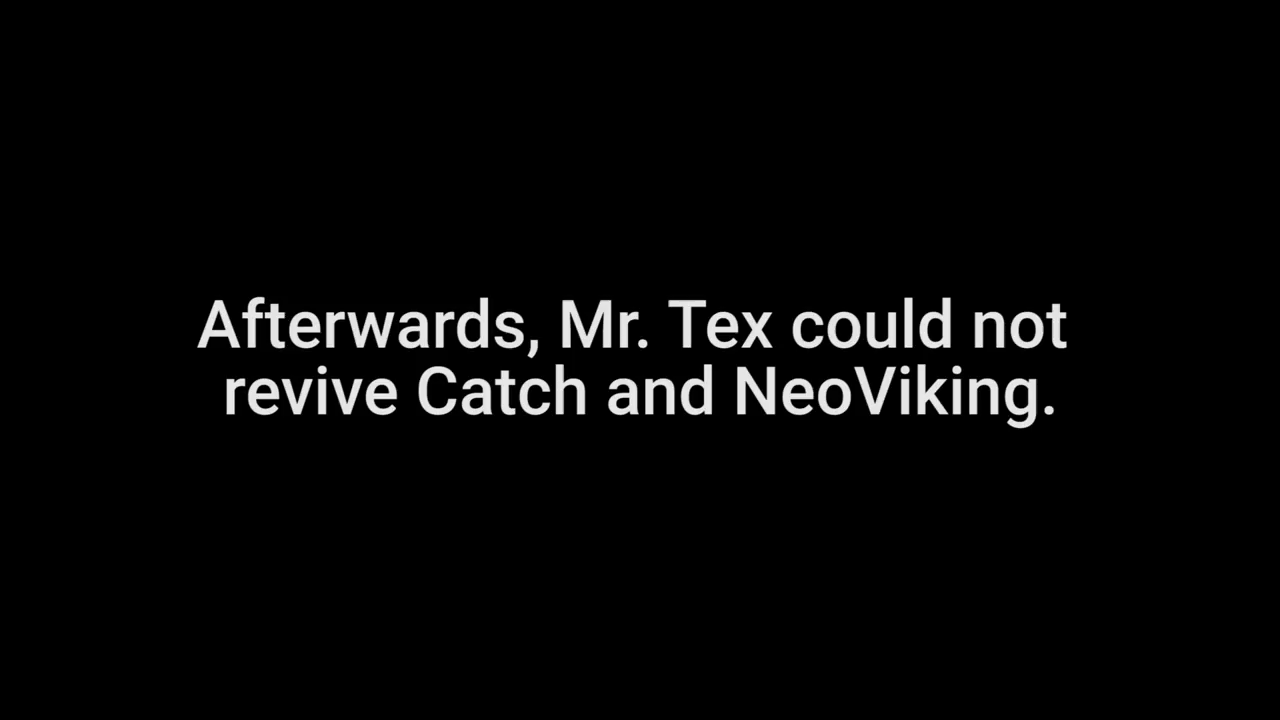 Afterwards, Mr. Tex could not
revive Catch and NeoViking.